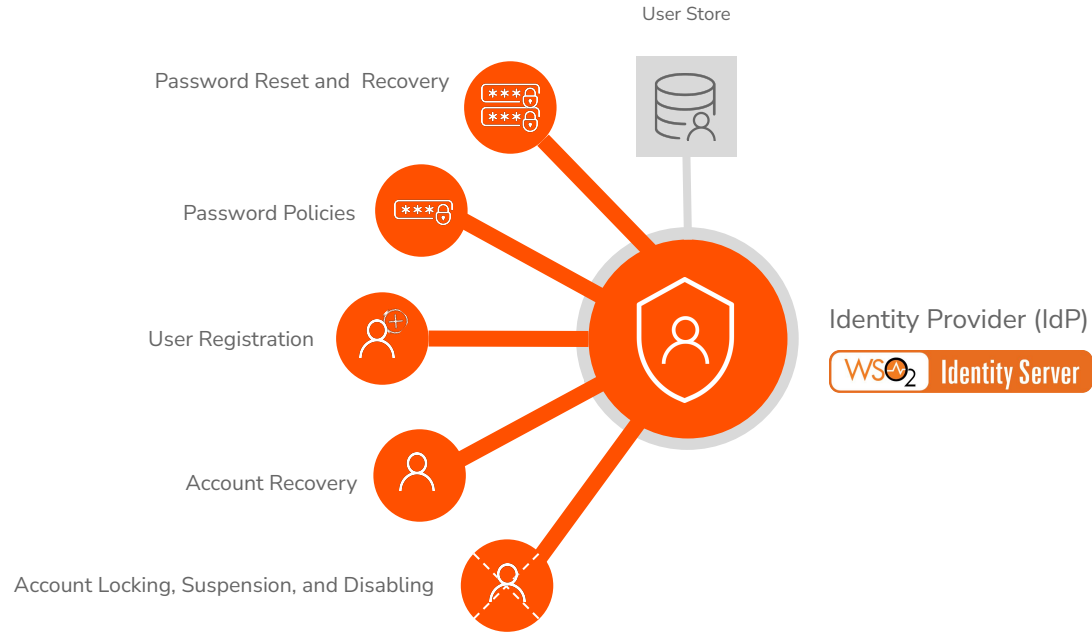 User Store
Password Reset and  Recovery
***
***
Password Policies
***
User Registration
Identity Provider (IdP)
WSO2 Identity Server
Account Recovery
Account Locking, Suspension, and Disabling